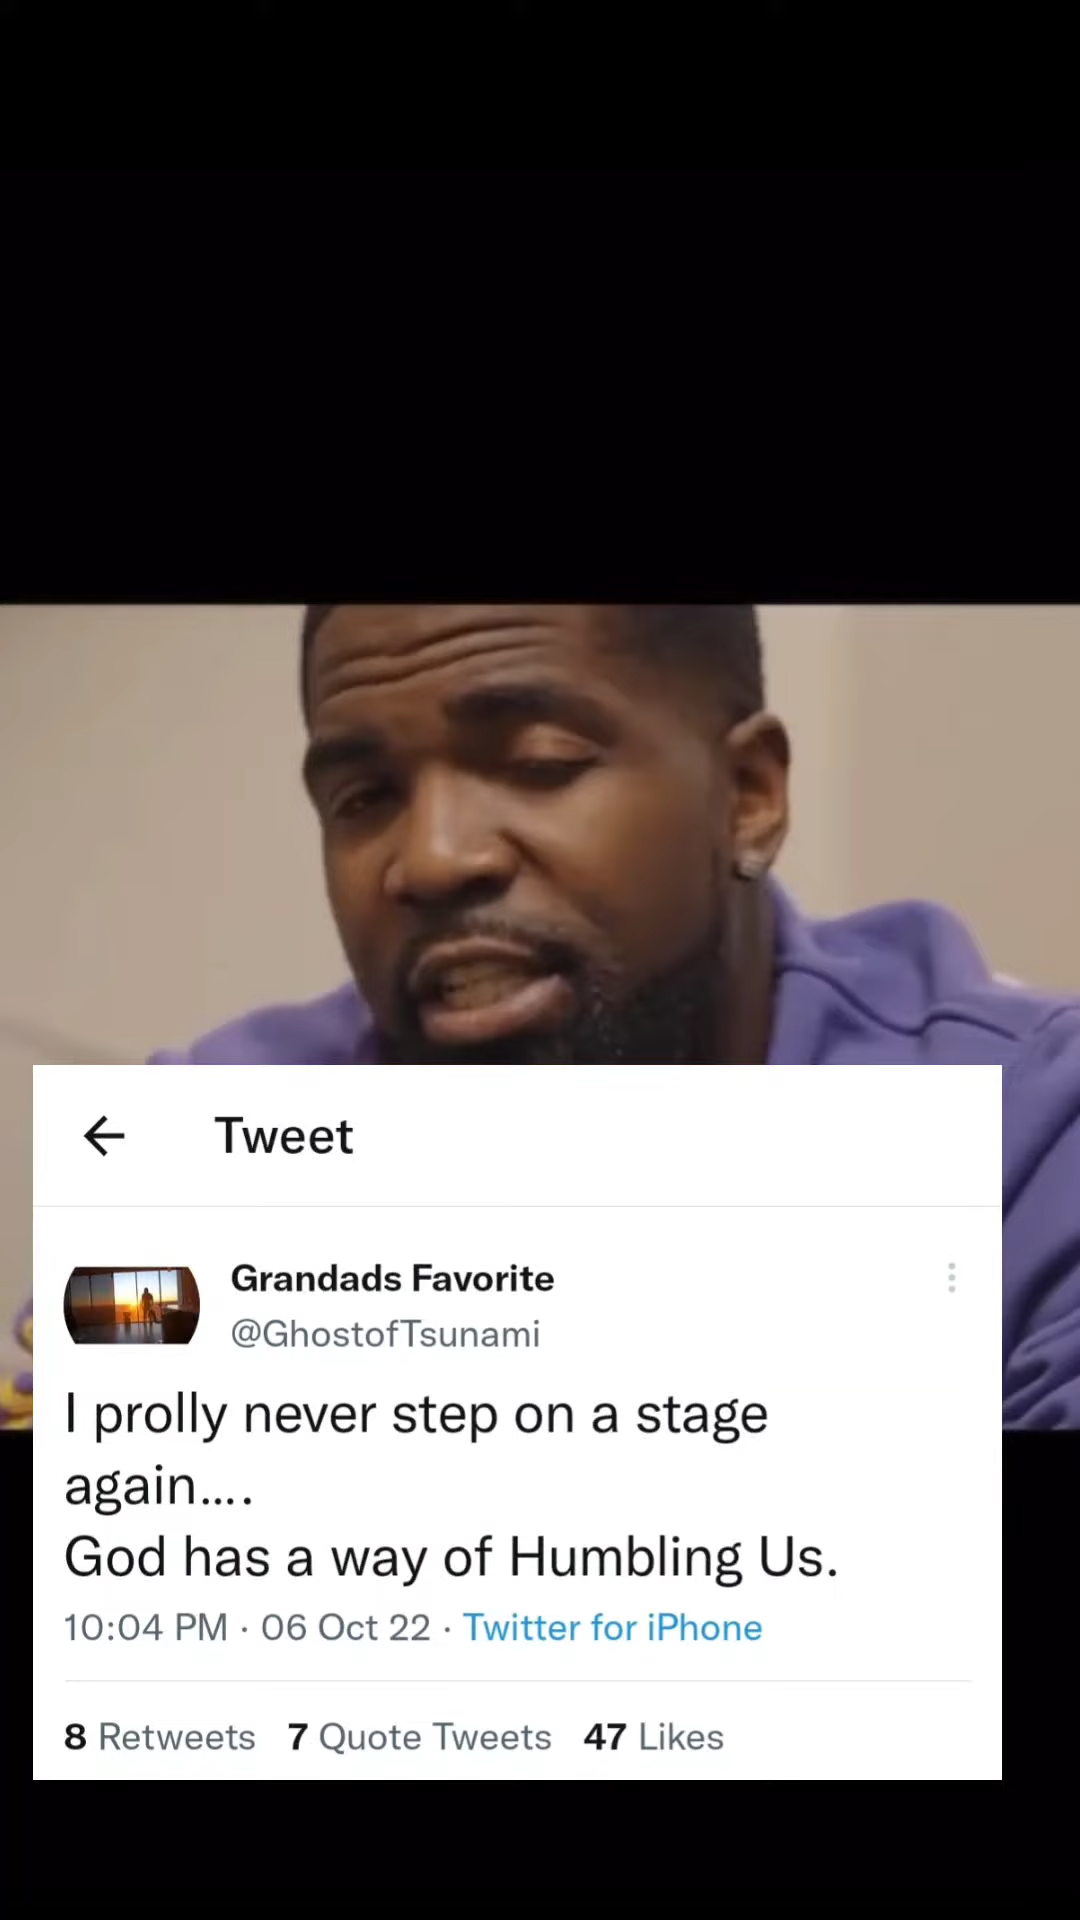 Tweet
Grandads Favorite
@GhostofTsunami
I prolly never step on a stage
again....
God has a way of Humbling Us.
10:04 PM · 06 Oct 22 · Twitter for iPhone
8 Retweets 7 Quote Tweets 47 Likes